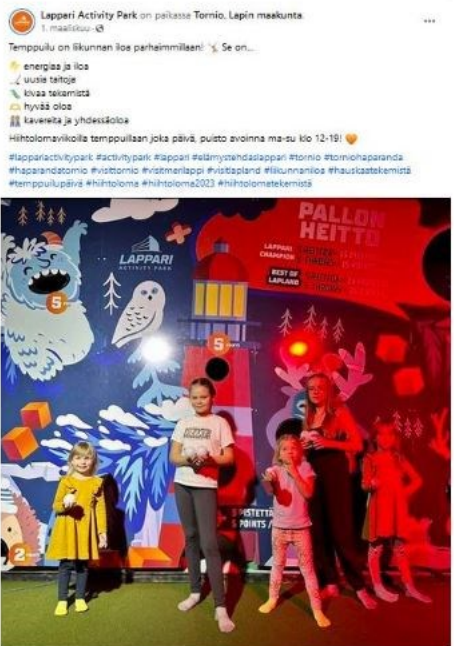 Lappari Activity Park on paikassa Tornio, Lapin maakunta.
1. maaliskuu ·
Temppuilu on liikunnan iloa parhaimmillaan! Se on...
energiaa ja iloa
uusia taitoja
kivaa tekemistä
hyvää oloa
kavereita ja yhdessäoloa
Hiihtolomaviikoilla temppuillaan joka päivä, puisto avoinna ma-su klo 12-19!
#lappariactivitypark #activitypark #lappari #elämystehdaslappari #tornio #torniohaparanda
#haparandatornio #visittornio #visitmerilappi #visitlapland #liikunnaniloa #hauskaatekemistä
#temppuilupäivä #hiihtoloma #hiihtoloma2023 #hiihtolomatekemistä
PALLON
HEITTO
LAPPARI
ACTIVITY PARK
LAPPARI
CHAMPION
BEST OF
LAPLAND
5
5
2
PISTETTÄ
POINTS /